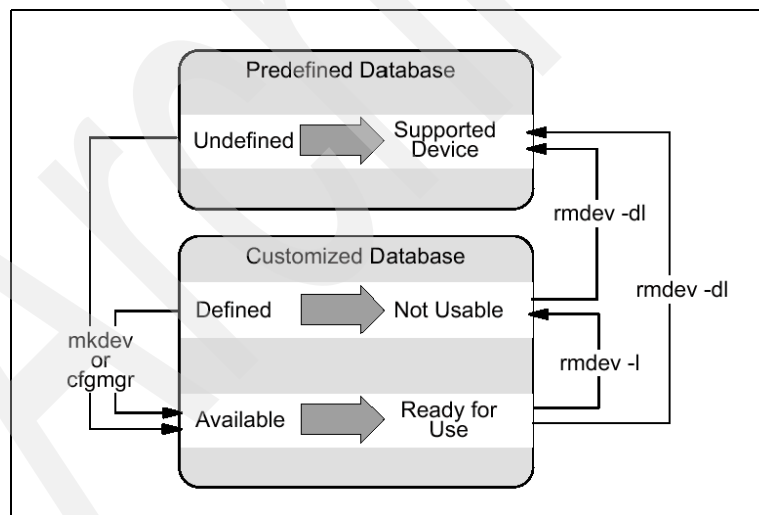 Predefined Database
Undefined
Supported
Device
rmdev -dl
Customized Database
Defined
Not Usable
rmdev -dl
mkdev
or
cfgmgr
rmdev -l
Available
Ready for
Use